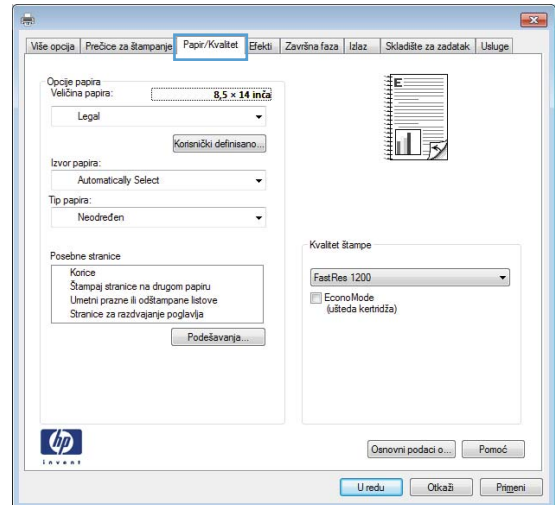 Više opcija Prečice za štampanje Papir/Kvalitet Efekti Završna faza Izlaz Skladište za zadatak Usluge
Opcije papira
Veličina papira: 8,5 × 14 inča
Legal
Korisnički definisano...
Izvor papira:
Automatically Select
Tip papira:
Neodređen
Posebne stranice
Korice
Štampaj stranice na drugom papiru
Umetni prazne ili odštampane listove
Stranice za razdvajanje poglavlja
Podešavanja...
E
Kvalitet štampe
FastRes 1200
EconoMode
(ušteda kertridža)
hp
invent
Osnovni podaci o... Pomoć
U redu Otkaži Primeni